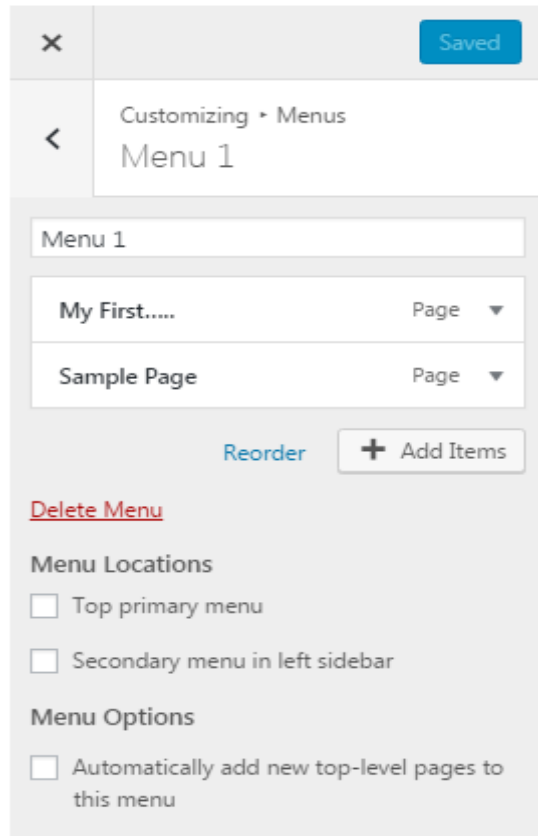 Saved
Customizing ‣ Menus
Menu 1
Menu 1
My First..... Page
Sample Page Page
Reorder + Add Items
Delete Menu
Menu Locations
Top primary menu
Secondary menu in left sidebar
Menu Options
Automatically add new top-level pages to
this menu